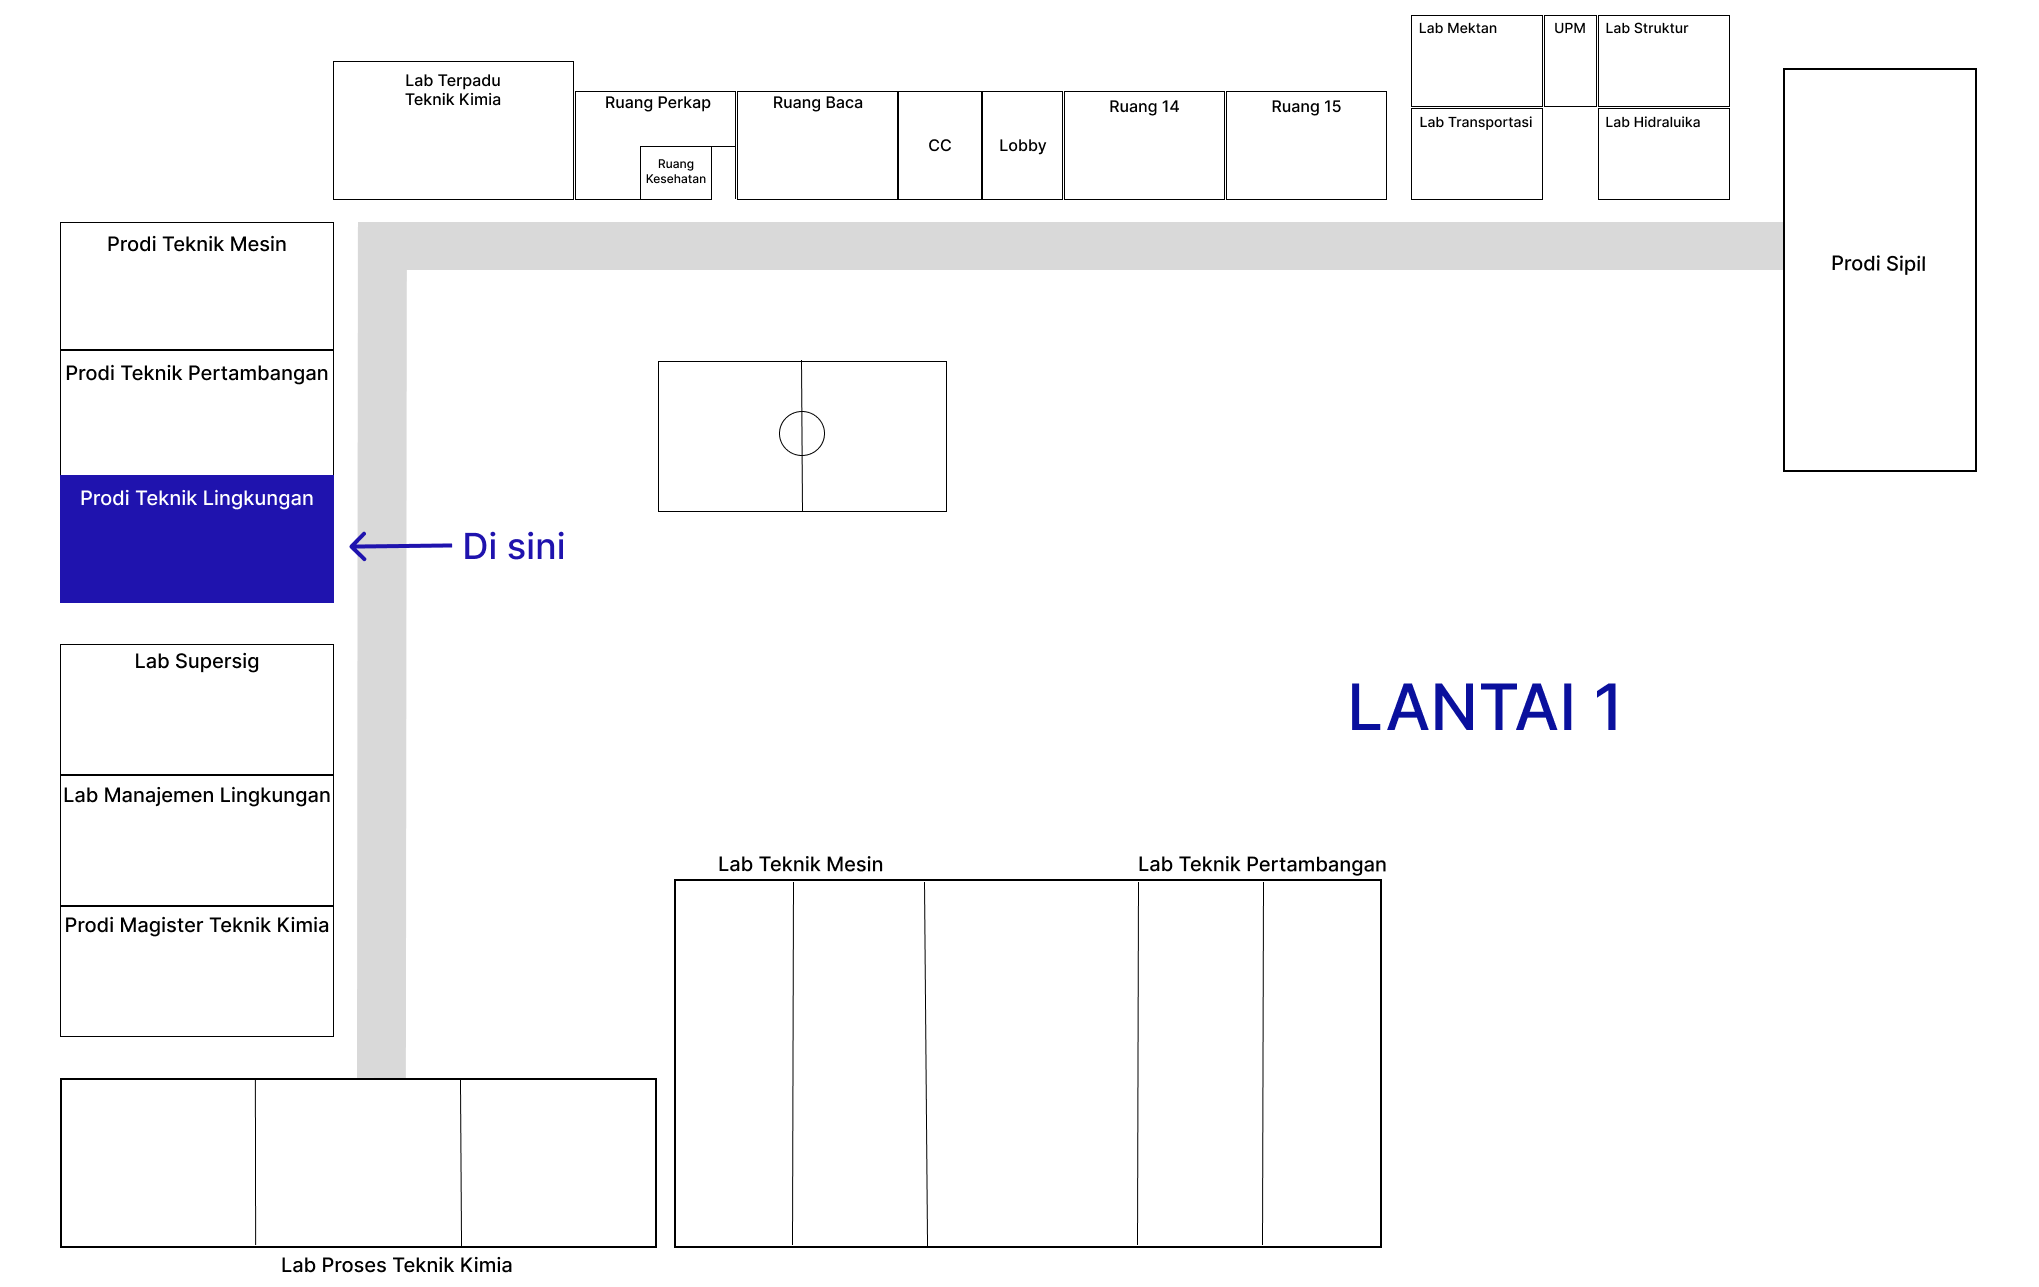 Lab Mektan
UPM
Lab Struktur
Lab Terpadu
Teknik Kimia
Ruang Perkap
Ruang Baca
Ruang 14
Ruang 15
Lab Transportasi
Lab Hidraluika
CC
Lobby
Ruang
Kesehatan
Prodi Teknik Mesin
Prodi Sipil
Prodi Teknik Pertambangan
Prodi Teknik Lingkungan
Di sini
Lab Supersig
LANTAI 1
Lab Manajemen Lingkungan
Lab Teknik Mesin
Lab Teknik Pertambangan
Prodi Magister Teknik Kimia
Lab Proses Teknik Kimia